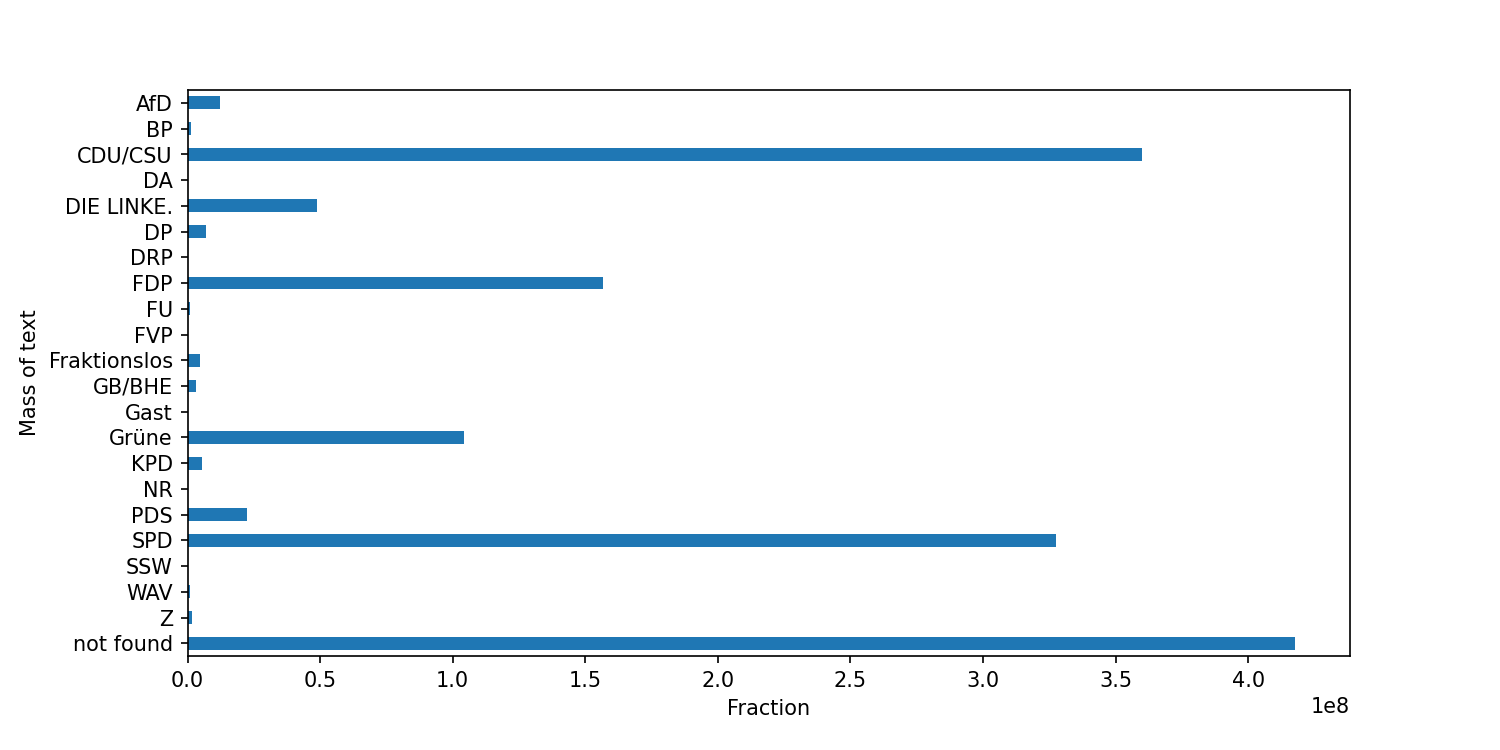 AfD
BP
CDU/CSU
DA
DIE LINKE.
DP
DRP
FDP
FU
FVP
Fraktionslos
GB/BHE
Gast
Grüne
KPD
NR
PDS
SPD
SSW
WAV
Z
not found
Mass of text
0.0 0.5 1.0 1.5 2.0 2.5 3.0 3.5 4.0
Fraction
1e8